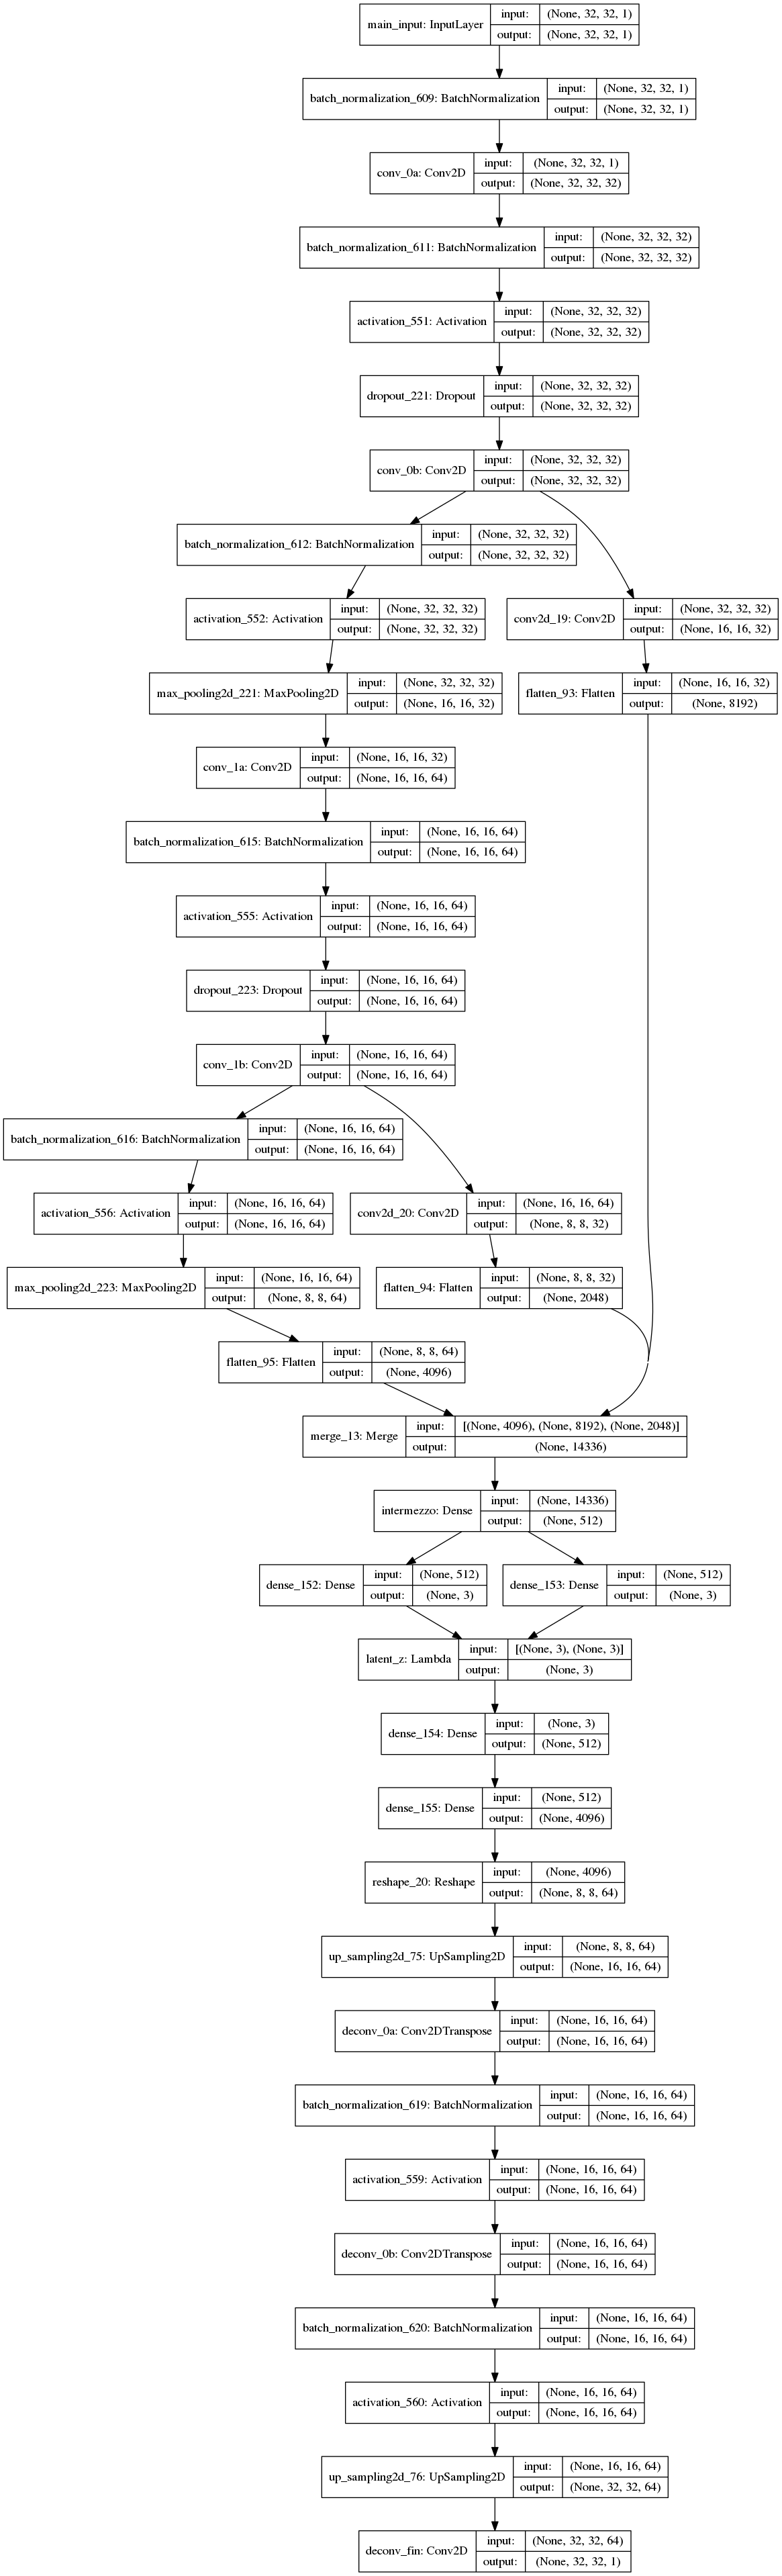 main_input: InputLayer
input: (None, 32, 32, 1)
output: (None, 32, 32, 1)
batch_normalization_609: BatchNormalization
input: (None, 32, 32, 1)
output: (None, 32, 32, 1)
conv_0a: Conv2D
input: (None, 32, 32, 1)
output: (None, 32, 32, 32)
batch_normalization_611: BatchNormalization
input: (None, 32, 32, 32)
output: (None, 32, 32, 32)
activation_551: Activation
input: (None, 32, 32, 32)
output: (None, 32, 32, 32)
dropout_221: Dropout
input: (None, 32, 32, 32)
output: (None, 32, 32, 32)
conv_0b: Conv2D
input: (None, 32, 32, 32)
output: (None, 32, 32, 32)
batch_normalization_612: BatchNormalization
input: (None, 32, 32, 32)
output: (None, 32, 32, 32)
activation_552: Activation
input: (None, 32, 32, 32)
output: (None, 32, 32, 32)
conv2d_19: Conv2D
input: (None, 32, 32, 32)
output: (None, 16, 16, 32)
max_pooling2d_221: MaxPooling2D
input: (None, 32, 32, 32)
output: (None, 16, 16, 32)
flatten_93: Flatten
input: (None, 16, 16, 32)
output: (None, 8192)
conv_1a: Conv2D
input: (None, 16, 16, 32)
output: (None, 16, 16, 64)
batch_normalization_615: BatchNormalization
input: (None, 16, 16, 64)
output: (None, 16, 16, 64)
activation_555: Activation
input: (None, 16, 16, 64)
output: (None, 16, 16, 64)
dropout_223: Dropout
input: (None, 16, 16, 64)
output: (None, 16, 16, 64)
conv_1b: Conv2D
input: (None, 16, 16, 64)
output: (None, 16, 16, 64)
batch_normalization_616: BatchNormalization
input: (None, 16, 16, 64)
output: (None, 16, 16, 64)
activation_556: Activation
input: (None, 16, 16, 64)
output: (None, 16, 16, 64)
conv2d_20: Conv2D
input: (None, 16, 16, 64)
output: (None, 8, 8, 32)
max_pooling2d_223: MaxPooling2D
input: (None, 16, 16, 64)
output: (None, 8, 8, 64)
flatten_94: Flatten
input: (None, 8, 8, 32)
output: (None, 2048)
flatten_95: Flatten
input: (None, 8, 8, 64)
output: (None, 4096)
merge_13: Merge
input: [(None, 4096), (None, 8192), (None, 2048)]
output: (None, 14336)
intermezzo: Dense
input: (None, 14336)
output: (None, 512)
dense_152: Dense
input: (None, 512)
output: (None, 3)
dense_153: Dense
input: (None, 512)
output: (None, 3)
latent_z: Lambda
input: [(None, 3), (None, 3)]
output: (None, 3)
dense_154: Dense
input: (None, 3)
output: (None, 512)
dense_155: Dense
input: (None, 512)
output: (None, 4096)
reshape_20: Reshape
input: (None, 4096)
output: (None, 8, 8, 64)
up_sampling2d_75: UpSampling2D
input: (None, 8, 8, 64)
output: (None, 16, 16, 64)
deconv_0a: Conv2DTranspose
input: (None, 16, 16, 64)
output: (None, 16, 16, 64)
batch_normalization_619: BatchNormalization
input: (None, 16, 16, 64)
output: (None, 16, 16, 64)
activation_559: Activation
input: (None, 16, 16, 64)
output: (None, 16, 16, 64)
deconv_0b: Conv2DTranspose
input: (None, 16, 16, 64)
output: (None, 16, 16, 64)
batch_normalization_620: BatchNormalization
input: (None, 16, 16, 64)
output: (None, 16, 16, 64)
activation_560: Activation
input: (None, 16, 16, 64)
output: (None, 16, 16, 64)
up_sampling2d_76: UpSampling2D
input: (None, 16, 16, 64)
output: (None, 32, 32, 64)
deconv_fin: Conv2D
input: (None, 32, 32, 64)
output: (None, 32, 32, 1)